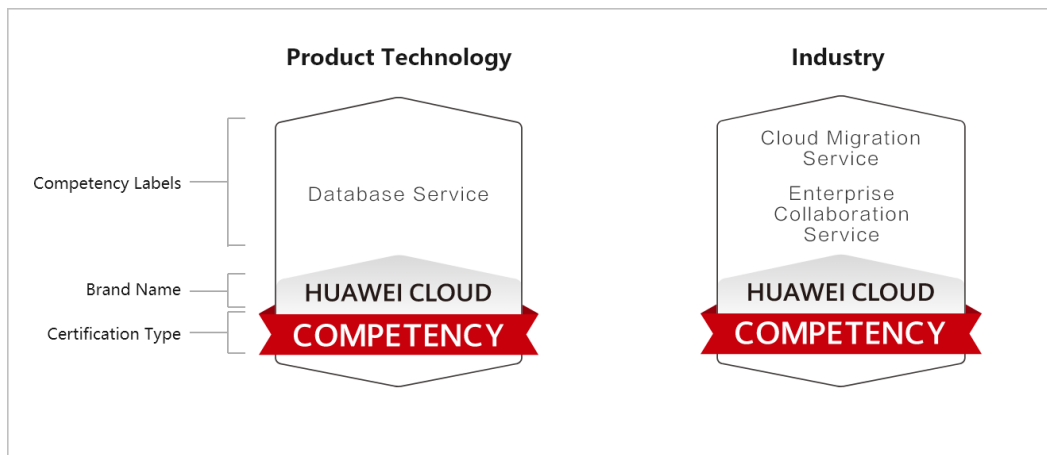 Product Technology
Industry
Competency Labels
Database Service
Cloud Migration
Service
Enterprise
Collaboration
Service
Brand Name
HUAWEI CLOUD
HUAWEI CLOUD
Certification Type
COMPETENCY
COMPETENCY